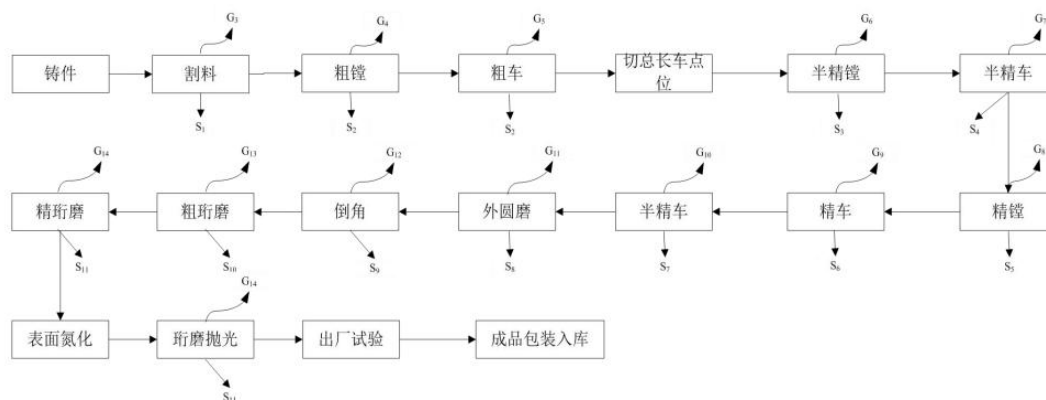 G₃ G₄ G₅ G₆ G₇
铸件 割料 粗镗 粗车 切总长车点位 半精镗 半精车
S₁ S₂ S₂ S₃ S₄
G₁₄ G₁₃ G₁₂ G₁₁ G₁₀ G₉ G₈
精珩磨 粗珩磨 倒角 外圆磨 半精车 精车 精镗
S₁₁ S₁₀ S₉ S₈ S₇ S₆ S₅
G₁₄
表面氮化 珩磨抛光 出厂试验 成品包装入库